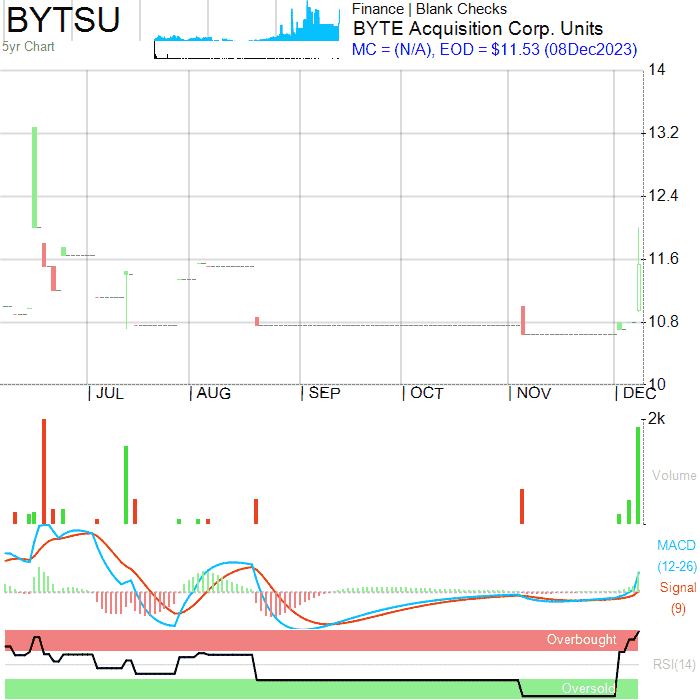 BYTSU
5yr Chart
Finance | Blank Checks
BYTE Acquisition Corp. Units
MC = (N/A), EOD = $11.53 (08Dec2023)
14
13.2
12.4
11.6
10.8
10
JUL AUG SEP OCT NOV DEC
2k
Volume
MACD
(12-26)
Signal
(9)
Overbought
RSI(14)
Oversold